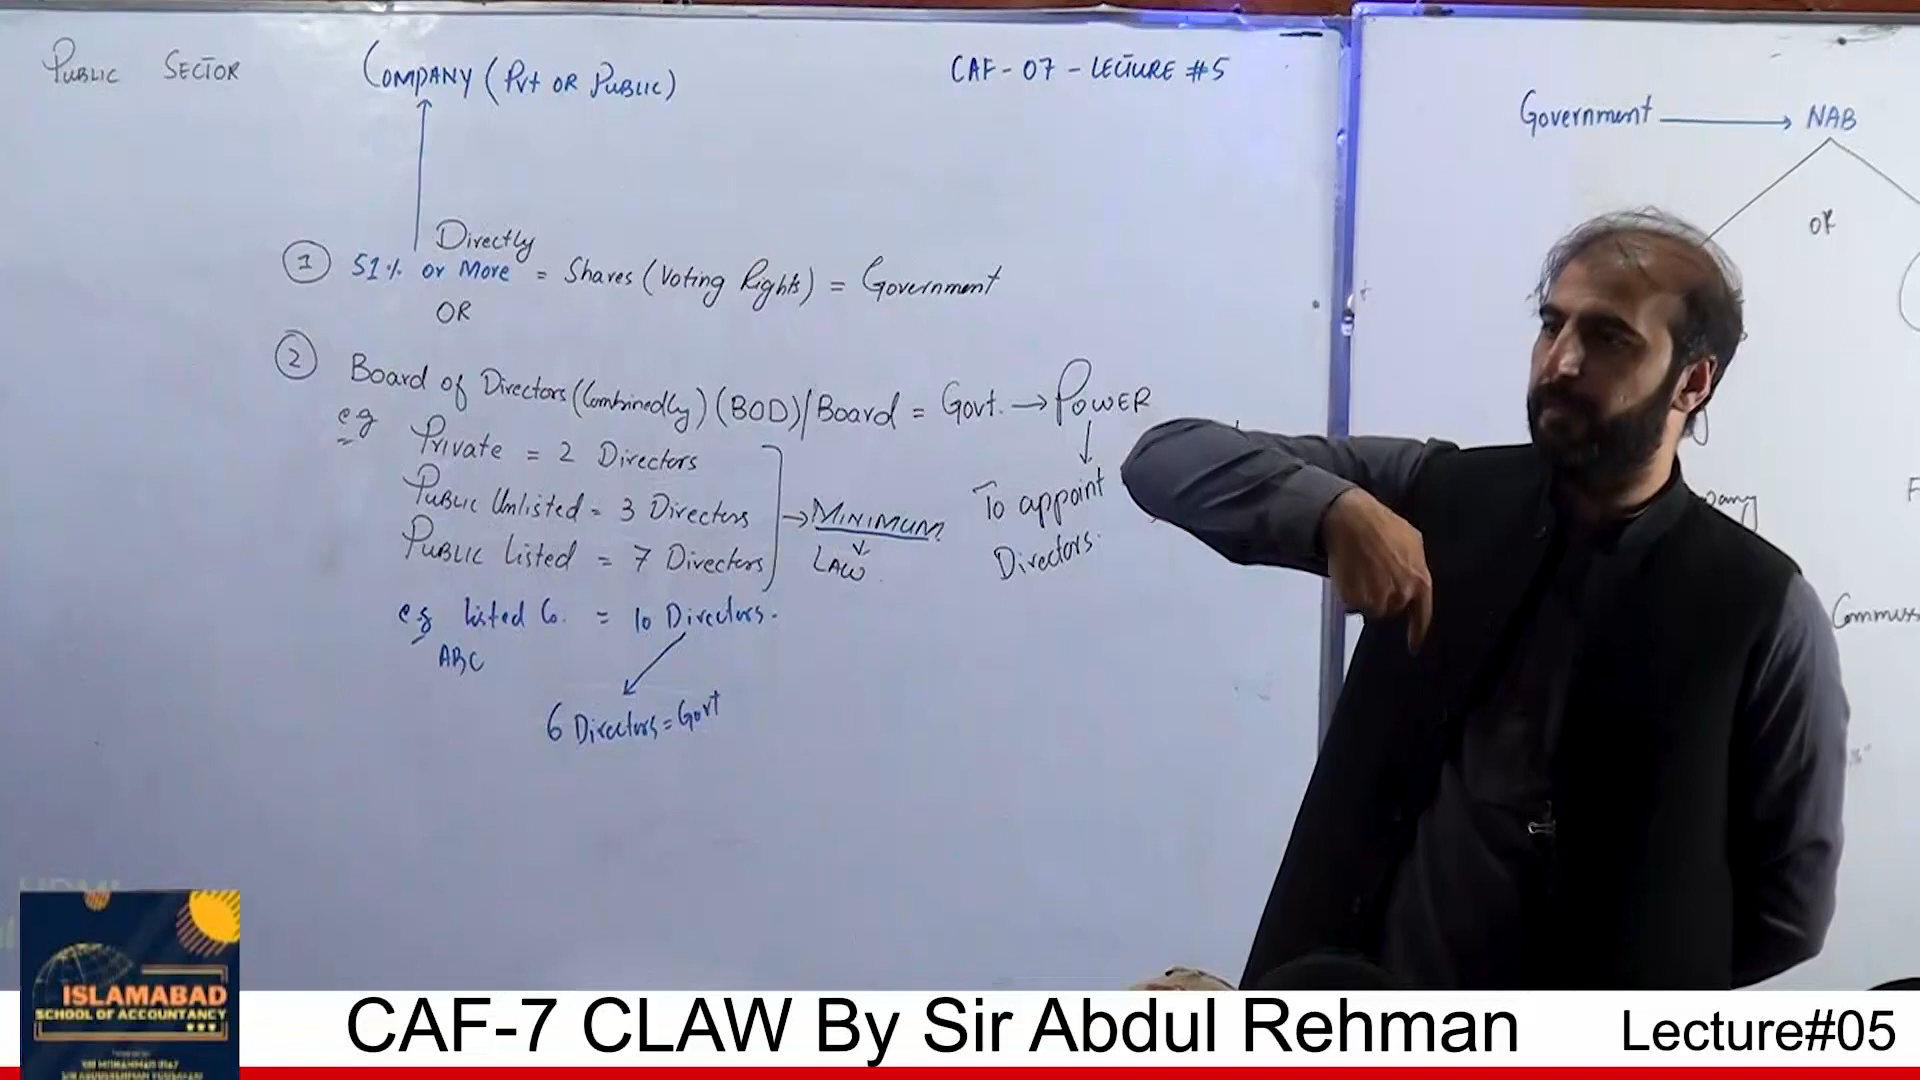 PUBLIC SECTOR COMPANY (Pvt OR PUBLIC)
CAF - 07 - LECTURE #5
Directly
1 51% or More = Shares (Voting Rights) = Government
OR
2 Board of Directors (Combinedly) (BOD)/Board = Govt. → POWER
To appoint
Directors.
eg Private = 2 Directors
PUBLIC Unlisted = 3 Directors
PUBLIC Listed = 7 Directors
→ MINIMUM
LAW
eg Listed Co. = 10 Directors.
ABC
6 Directors = Govt
Government → NAB
OR
ISLAMABAD
SCHOOL OF ACCOUNTANCY
CAF-7 CLAW By Sir Abdul Rehman
Lecture#05